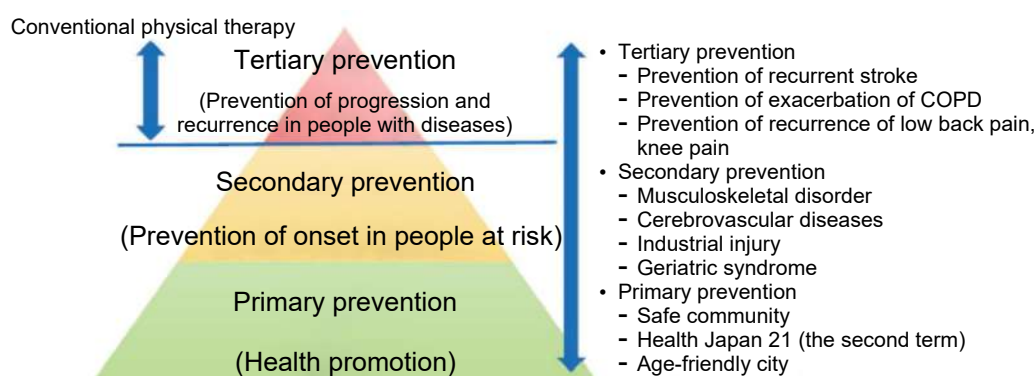 Conventional physical therapy
Tertiary prevention
(Prevention of progression and
recurrence in people with diseases)
Secondary prevention
(Prevention of onset in people at risk)
Primary prevention
(Health promotion)
• Tertiary prevention
- Prevention of recurrent stroke
- Prevention of exacerbation of COPD
- Prevention of recurrence of low back pain,
knee pain
• Secondary prevention
- Musculoskeletal disorder
- Cerebrovascular diseases
- Industrial injury
- Geriatric syndrome
• Primary prevention
- Safe community
- Health Japan 21 (the second term)
- Age-friendly city